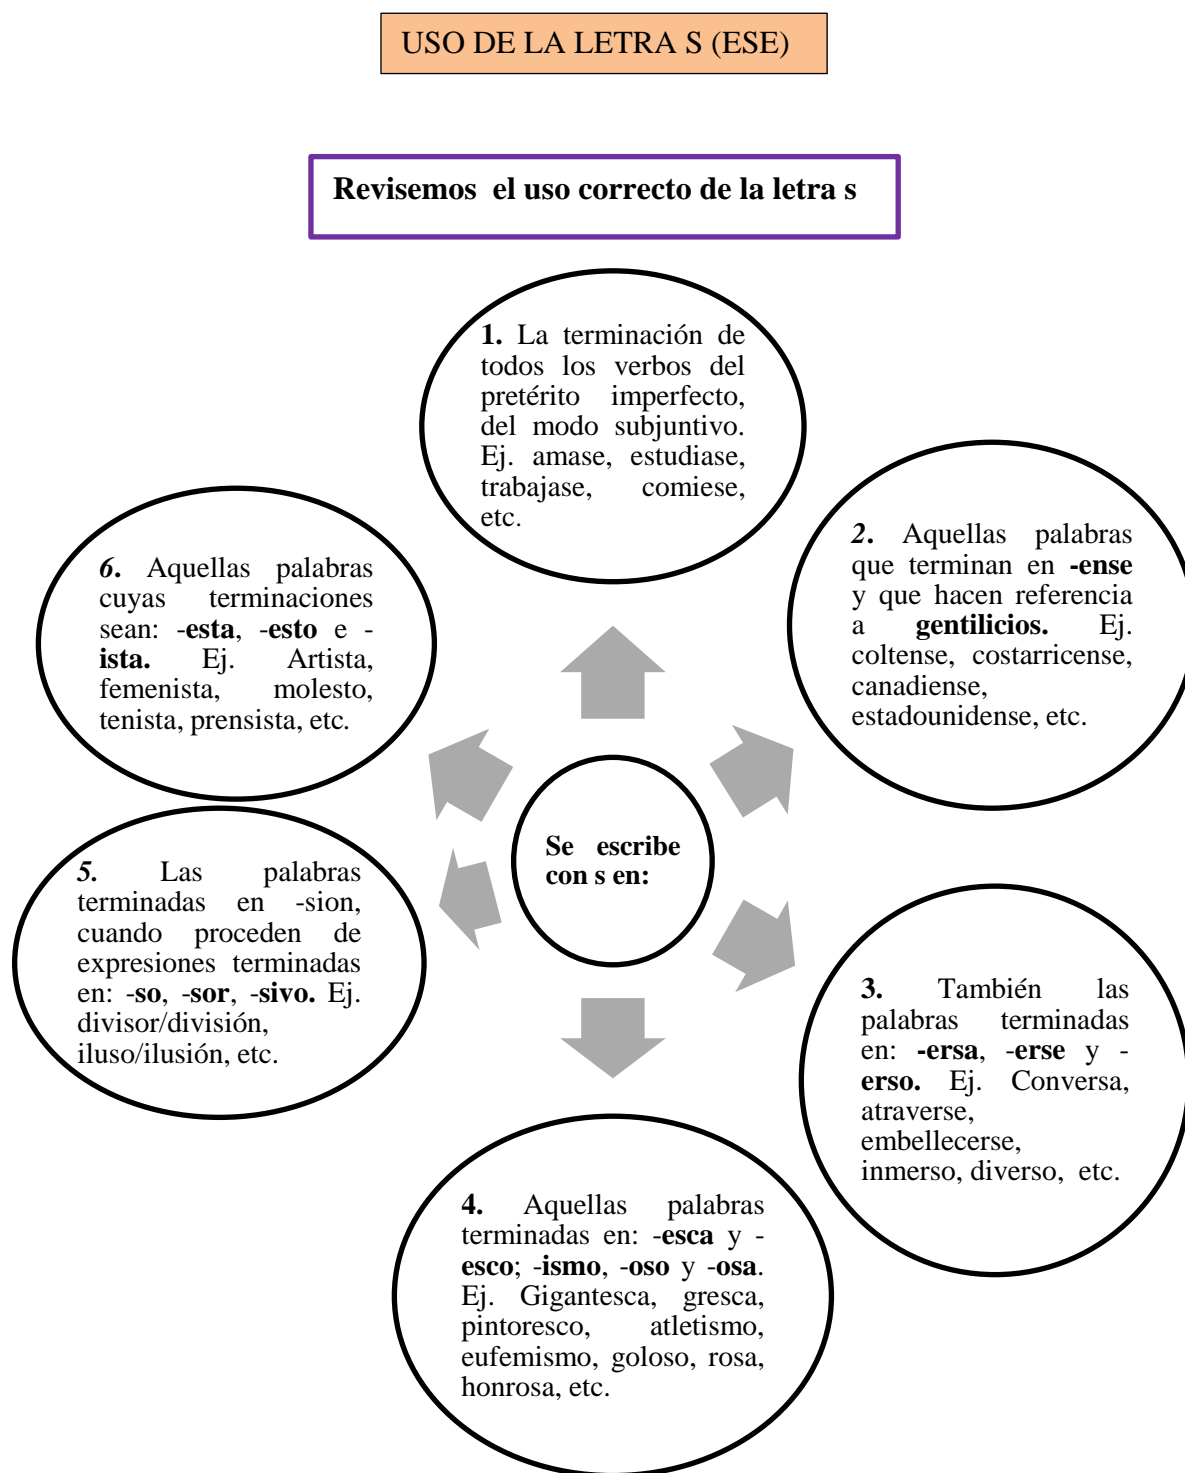 USO DE LA LETRA S (ESE)
Revisemos el uso correcto de la letra s
1. La terminación de
todos los verbos del
pretérito imperfecto,
del modo subjuntivo.
Ej. amase, estudiase,
trabajase, comiese,
etc.
2. Aquellas palabras
que terminan en -ense
y que hacen referencia
a gentilicios. Ej.
coltense, costarricense,
canadiense,
estadounidense, etc.
3. También las
palabras terminadas
en: -ersa, -erse y -
erso. Ej. Conversa,
atraverse,
embellecerse,
inmerso, diverso, etc.
4. Aquellas palabras
terminadas en: -esca y -
esco; -ismo, -oso y -osa.
Ej. Gigantesca, gresca,
pintoresco, atletismo,
eufemismo, goloso, rosa,
honrosa, etc.
5. Las palabras
terminadas en -sion,
cuando proceden de
expresiones terminadas
en: -so, -sor, -sivo. Ej.
divisor/división,
iluso/ilusión, etc.
6. Aquellas palabras
cuyas terminaciones
sean: -esta, -esto e -
ista. Ej. Artista,
femenista, molesto,
tenista, prensista, etc.
Se escribe
con s en: